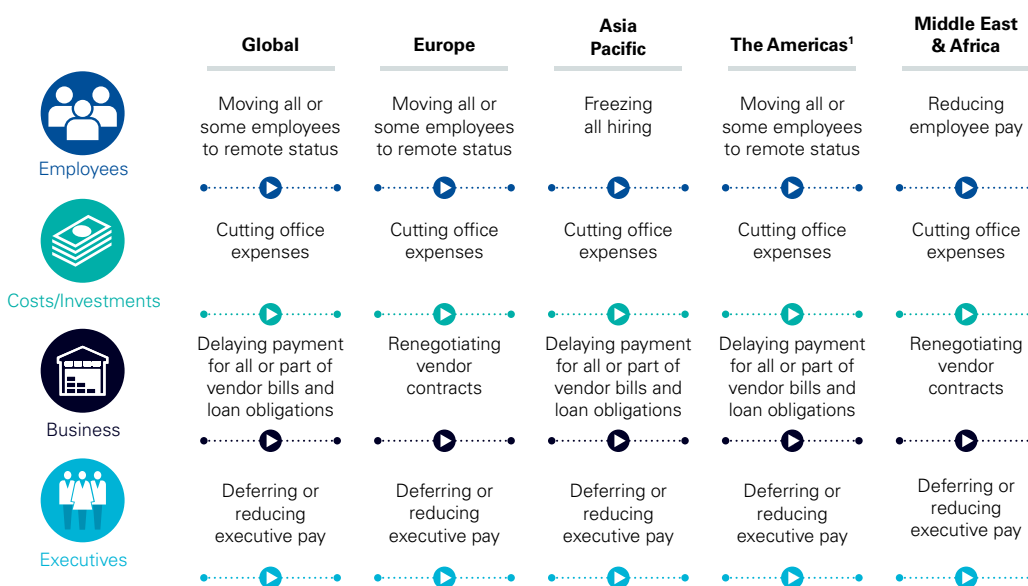 Global
Europe
Asia
Pacific
The Americas¹
Middle East
& Africa
Employees
Moving all or
some employees
to remote status
Moving all or
some employees
to remote status
Freezing
all hiring
Moving all or
some employees
to remote status
Reducing
employee pay
Costs/Investments
Cutting office
expenses
Cutting office
expenses
Cutting office
expenses
Cutting office
expenses
Cutting office
expenses
Business
Delaying payment
for all or part of
vendor bills and
loan obligations
Renegotiating
vendor
contracts
Delaying payment
for all or part of
vendor bills and
loan obligations
Delaying payment
for all or part of
vendor bills and
loan obligations
Renegotiating
vendor
contracts
Executives
Deferring or
reducing
executive pay
Deferring or
reducing
executive pay
Deferring or
reducing
executive pay
Deferring or
reducing
executive pay
Deferring or
reducing
executive pay